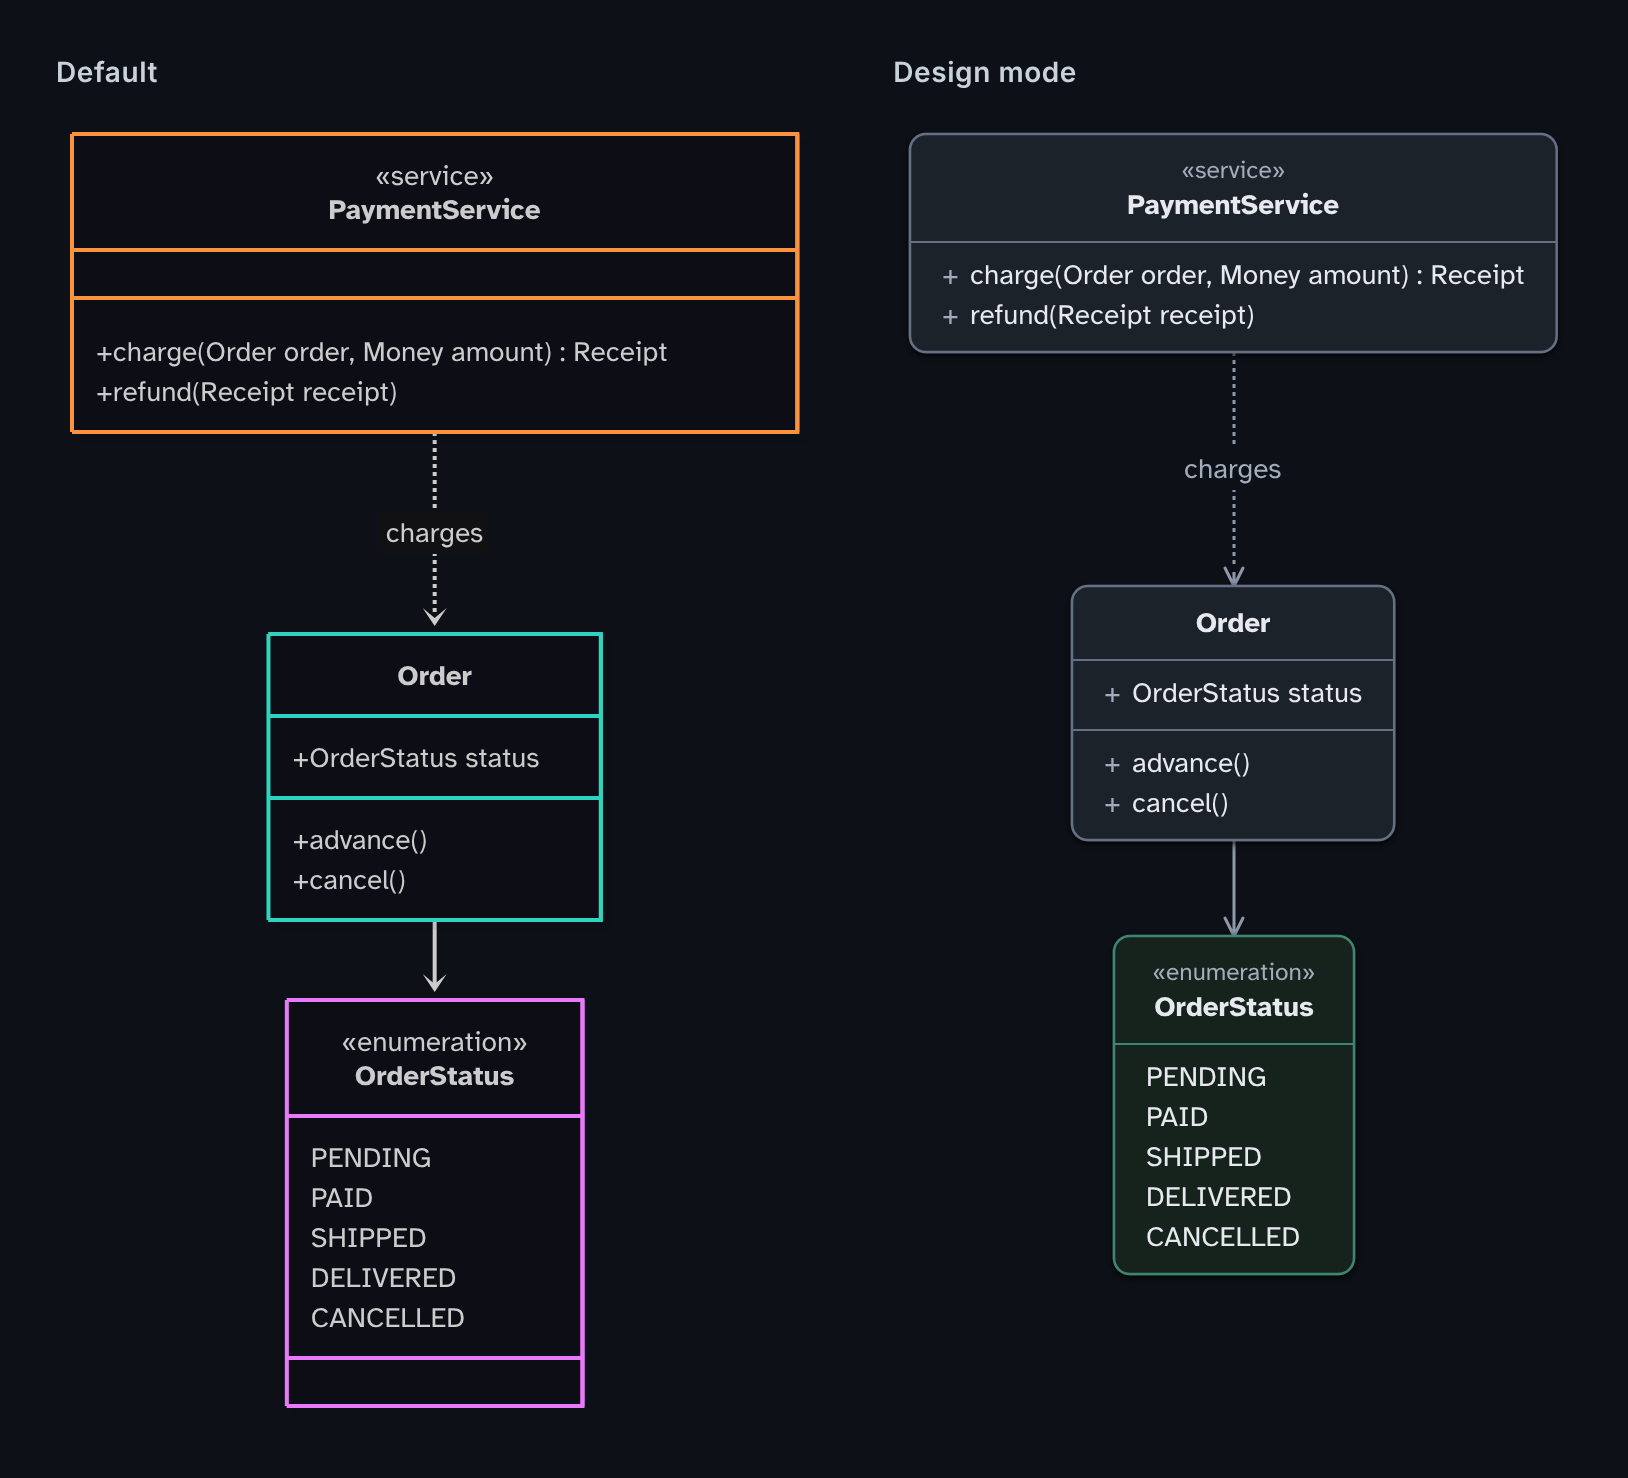 Default
«service»
PaymentService
+charge(Order order, Money amount) : Receipt
+refund(Receipt receipt)
charges
Order
+OrderStatus status
+advance()
+cancel()
«enumeration»
OrderStatus
PENDING
PAID
SHIPPED
DELIVERED
CANCELLED
Design mode
«service»
PaymentService
+ charge(Order order, Money amount) : Receipt
+ refund(Receipt receipt)
charges
Order
+ OrderStatus status
+ advance()
+ cancel()
«enumeration»
OrderStatus
PENDING
PAID
SHIPPED
DELIVERED
CANCELLED